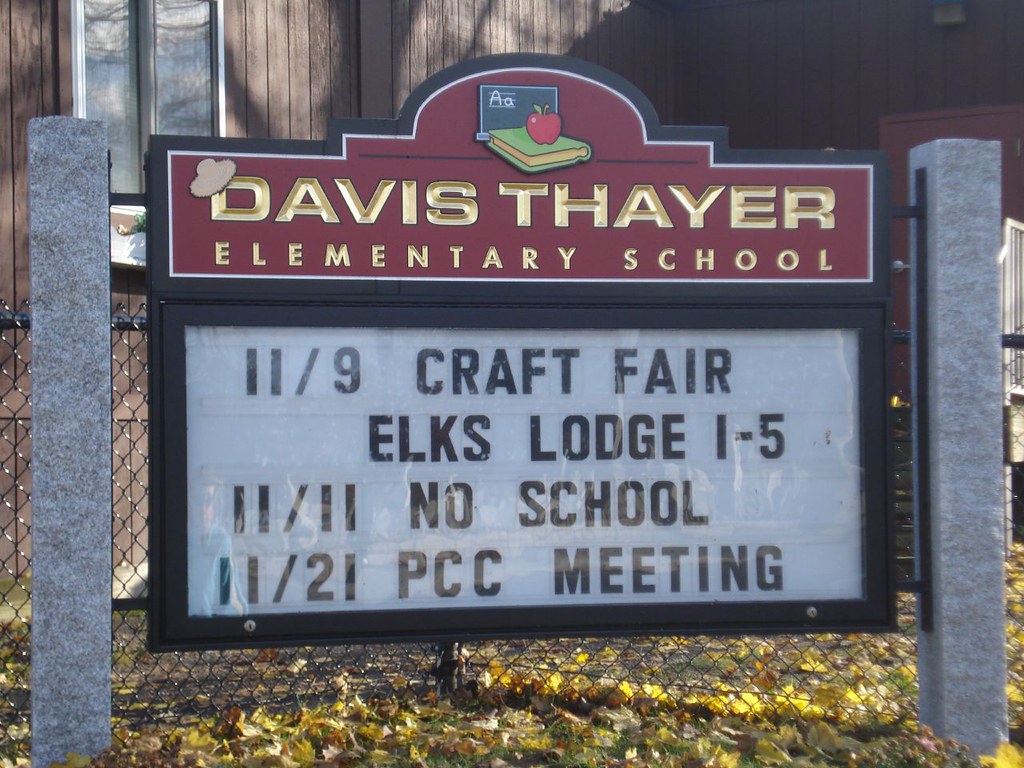 Aa
DAVIS THAYER
ELEMENTARY SCHOOL
11/9 CRAFT FAIR
ELKS LODGE 1-5
11/11 NO SCHOOL
11/21 PCC MEETING